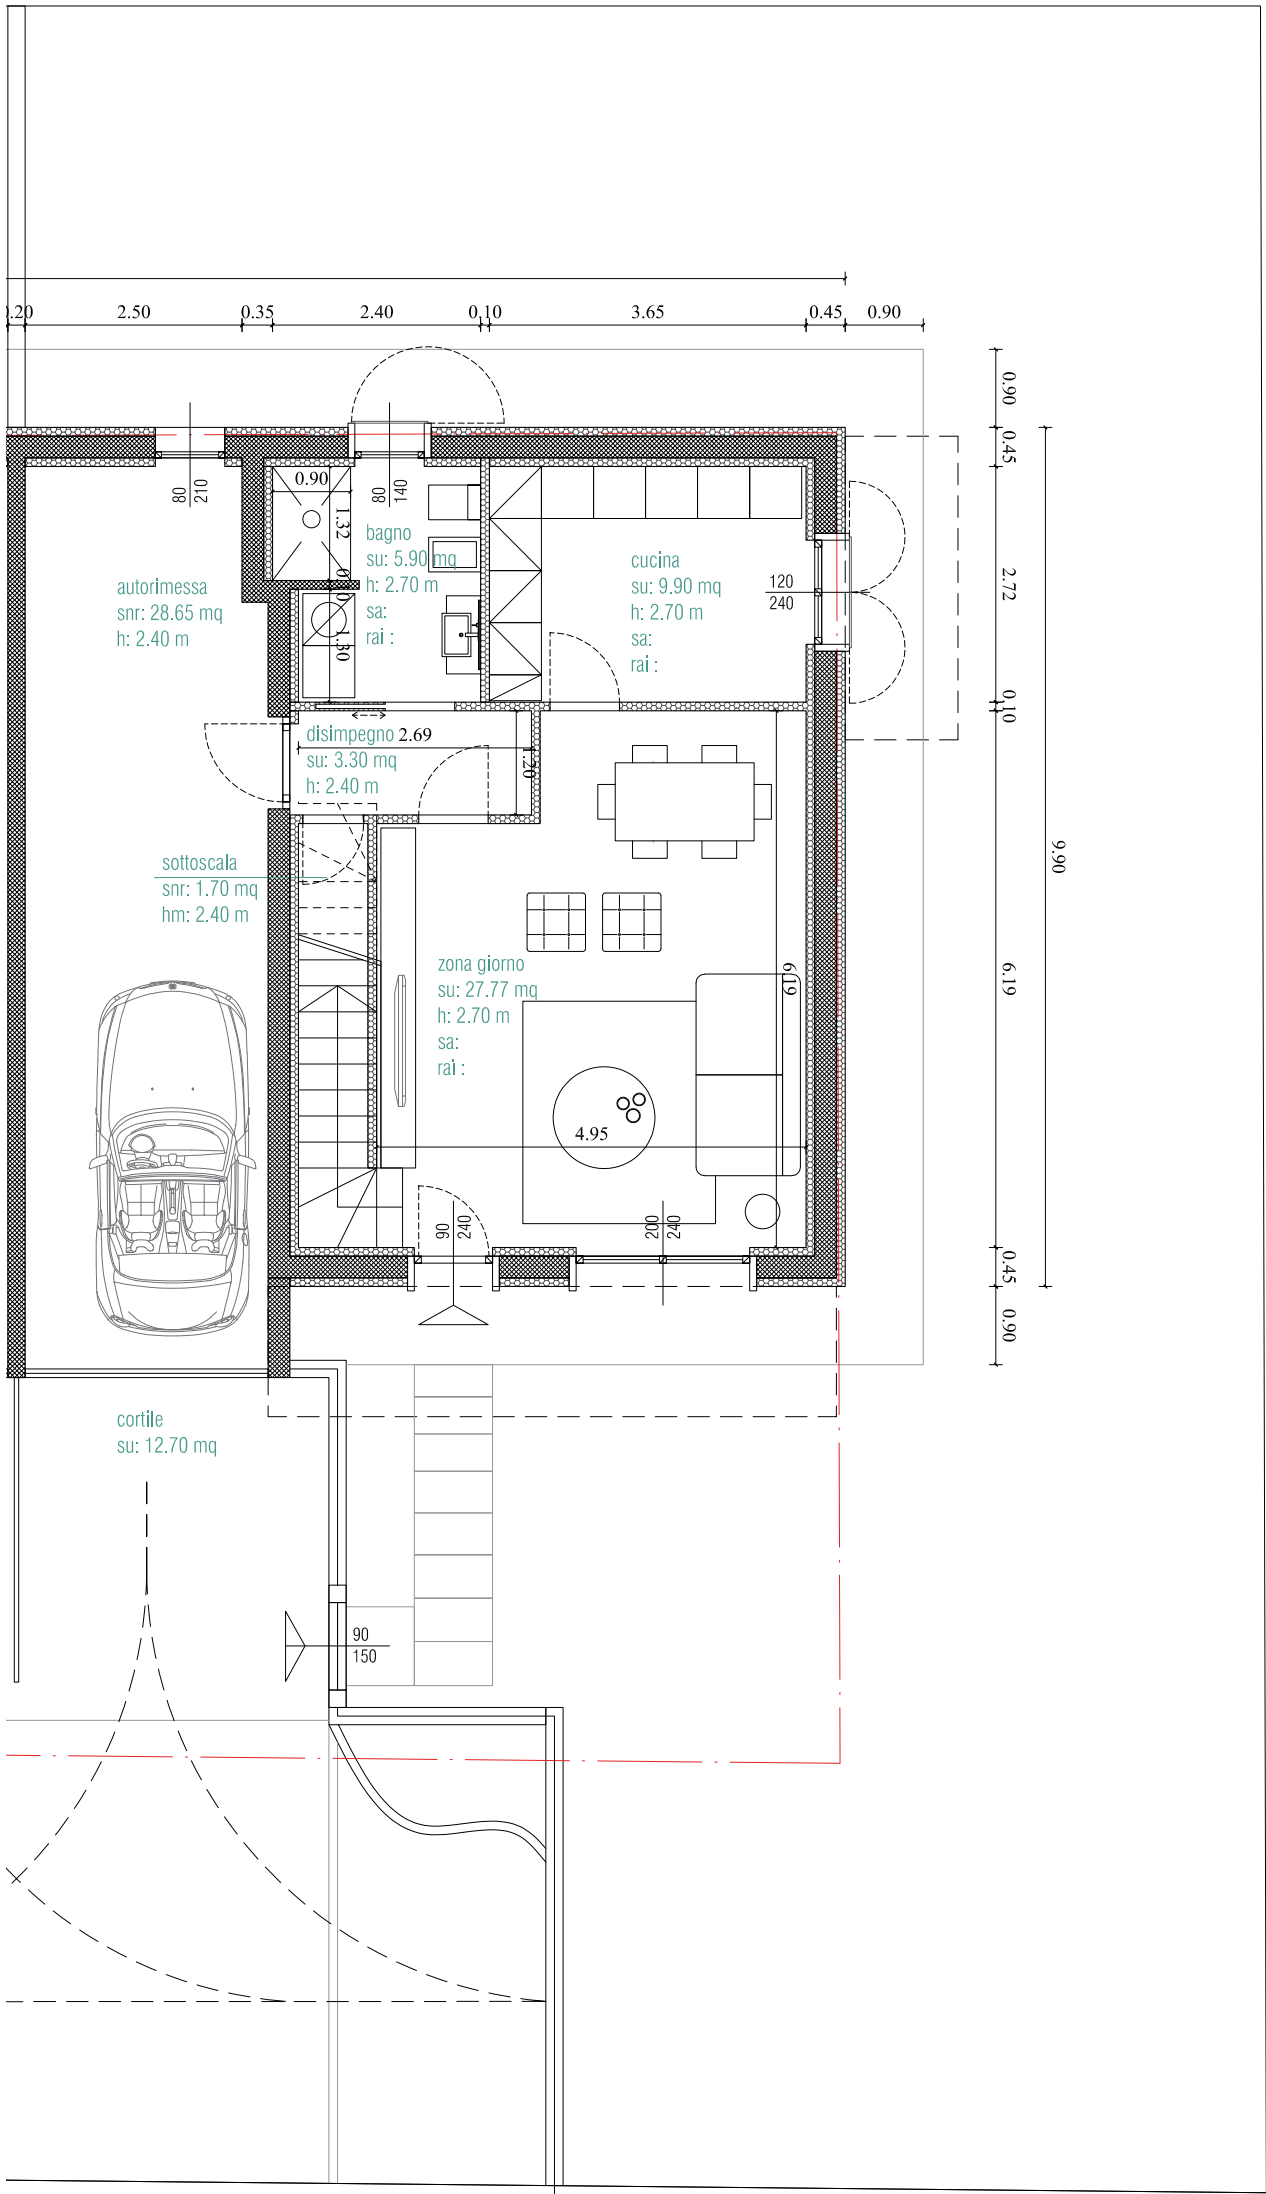 .20
2.50
0.35
2.40
0.10
3.65
0.45
0.90
0.90
0.45
2.72
0.10
9.90
6.19
0.45
0.90
80
210
80
140
0.90
1.32
1.30
bagno
su: 5.90 mq
h: 2.70 m
sa:
rai :
cucina
su: 9.90 mq
h: 2.70 m
sa:
rai :
120
240
autorimessa
snr: 28.65 mq
h: 2.40 m
disimpegno
su: 3.30 mq
h: 2.40 m
2.69
1.20
sottoscala
snr: 1.70 mq
hm: 2.40 m
zona giorno
su: 27.77 mq
h: 2.70 m
sa:
rai :
6.19
4.95
90
240
200
240
cortile
su: 12.70 mq
90
150